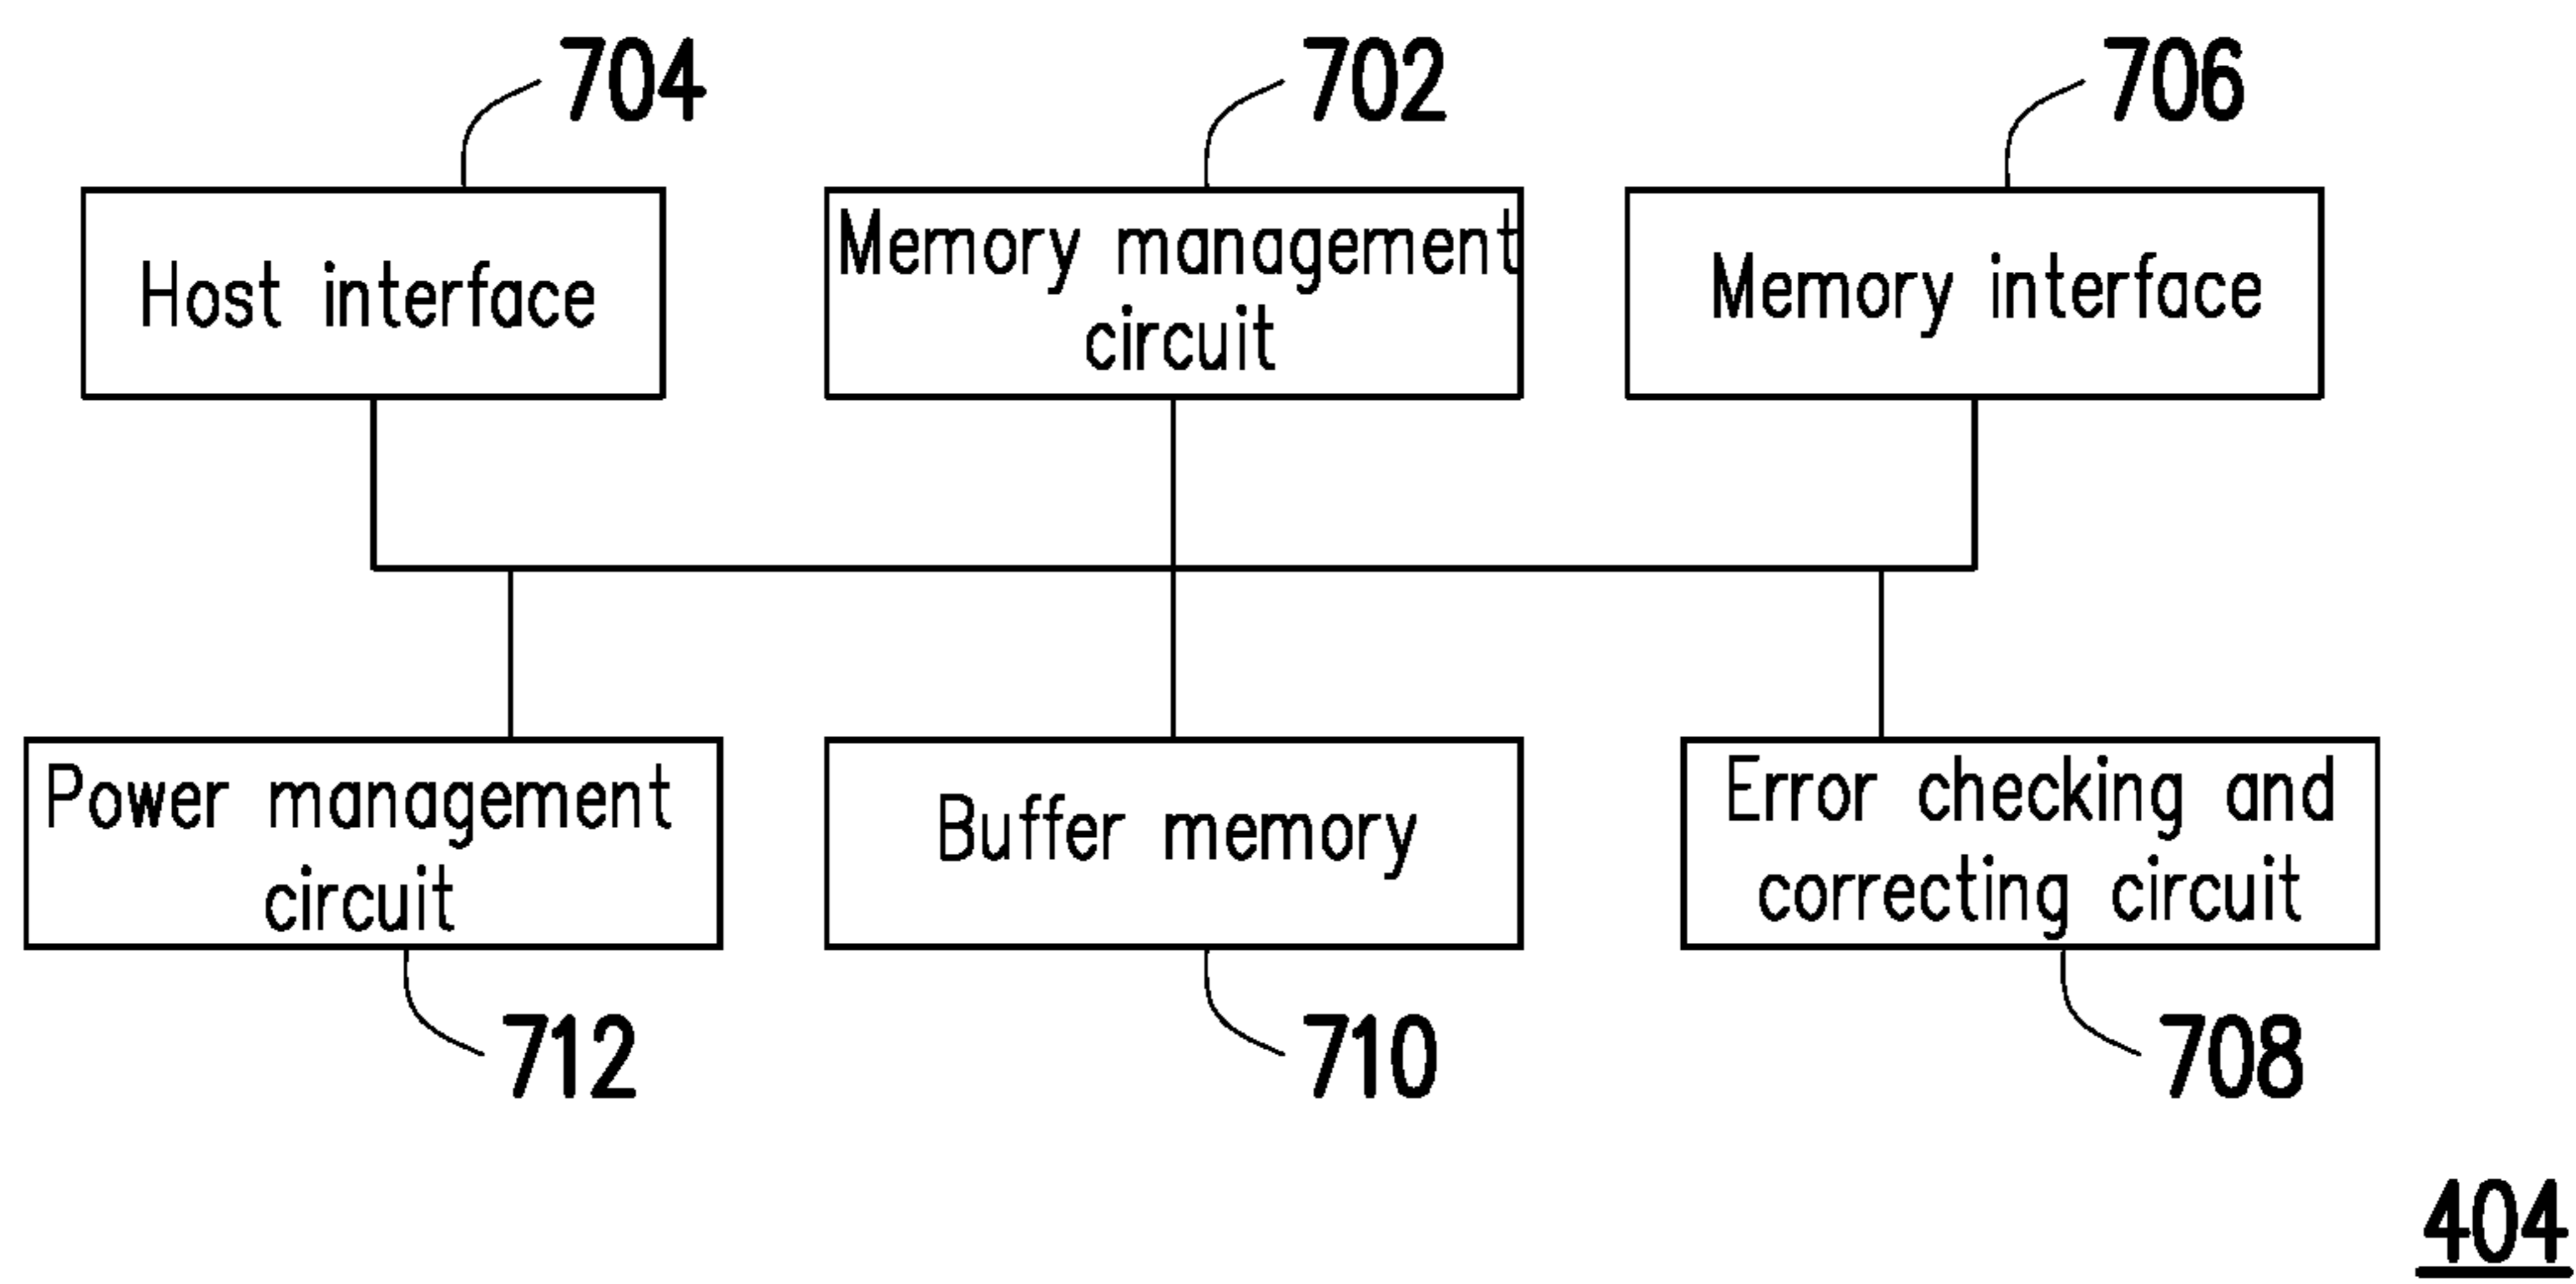 704
702
706
Host interface
Memory management
circuit
Memory interface
Power management
circuit
Buffer memory
Error checking and
correcting circuit
712
710
708
404